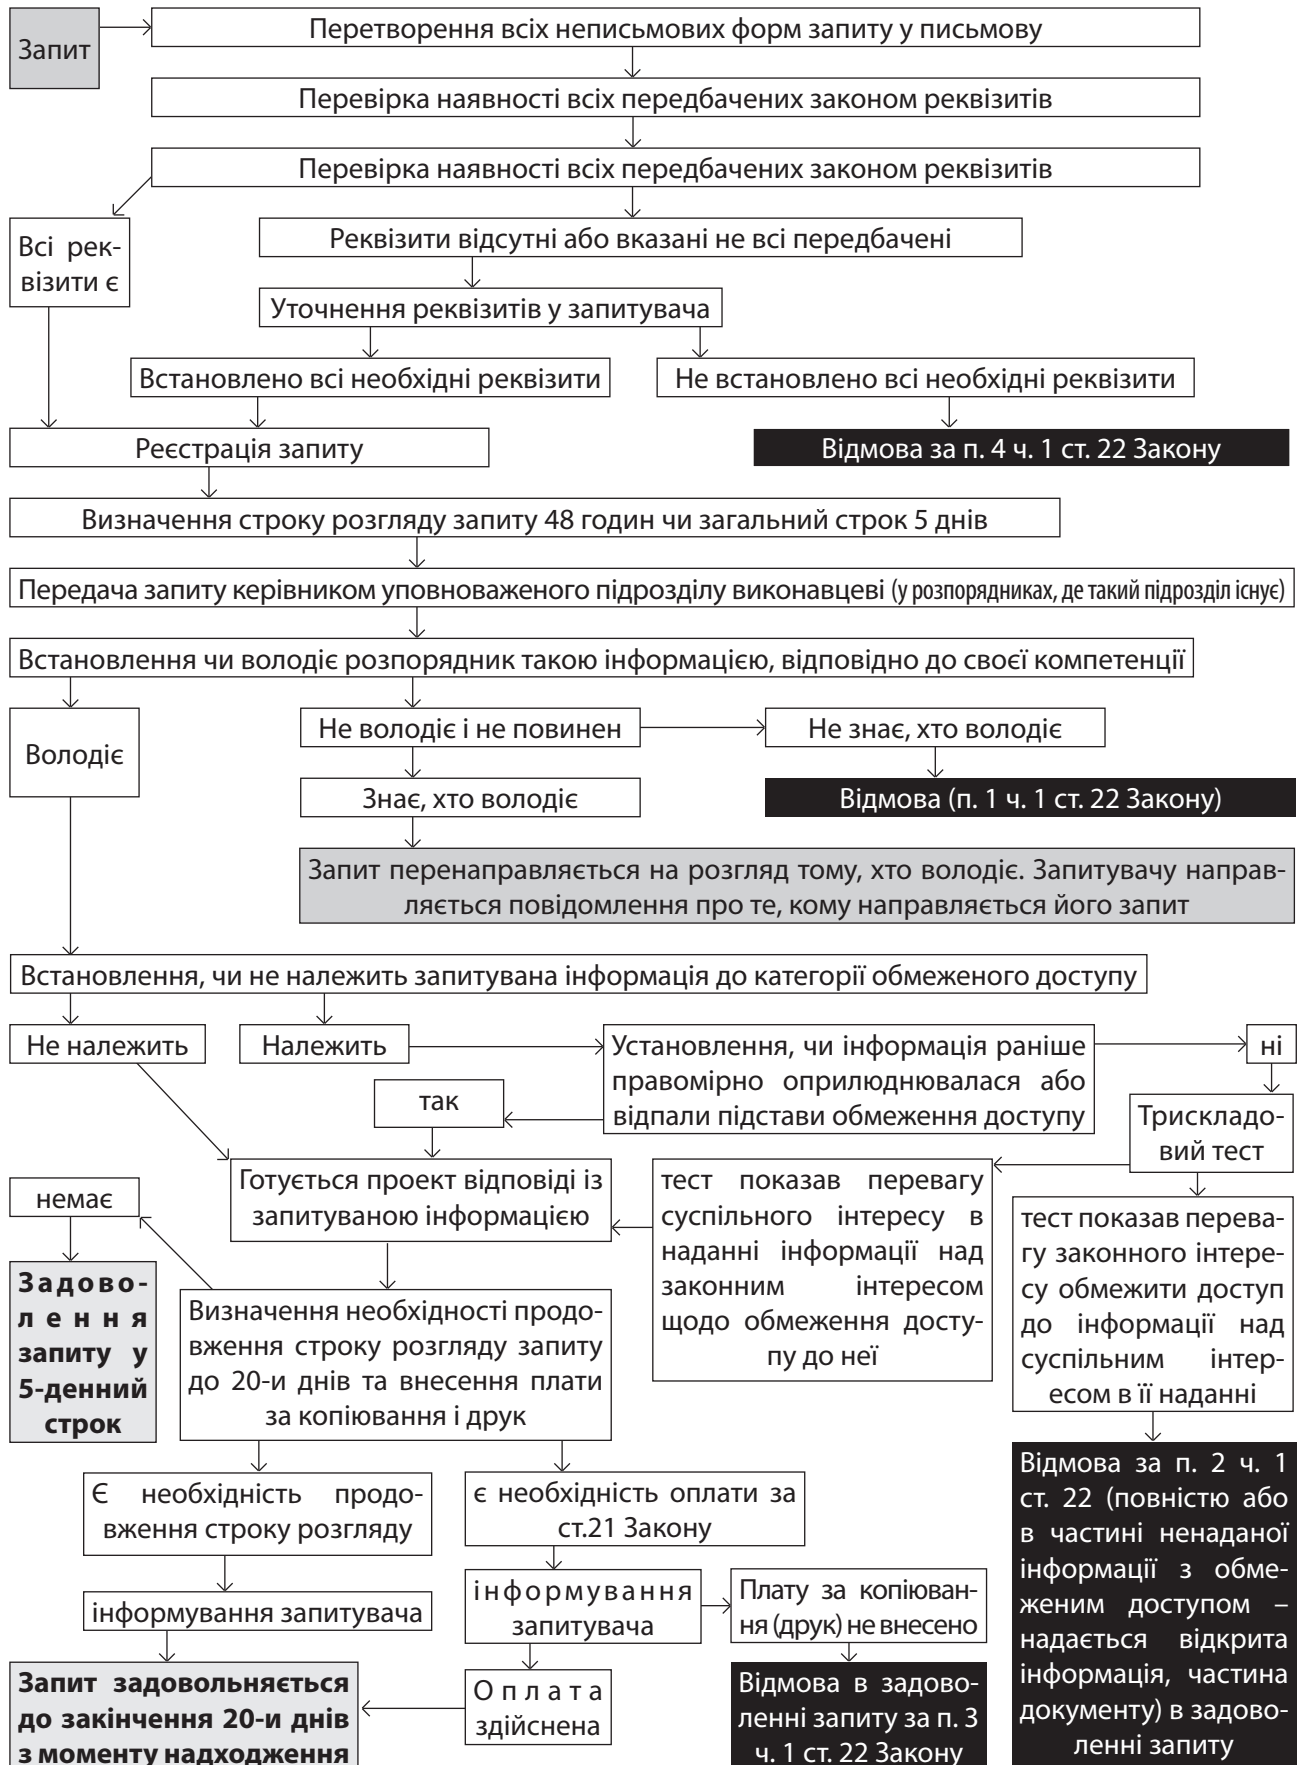 Запит
Перетворення всіх неписьмових форм запиту у письмову
Перевірка наявності всіх передбачених законом реквізитів
Перевірка наявності всіх передбачених законом реквізитів
Всі рек-
візити є
Реквізити відсутні або вказані не всі передбачені
Уточнення реквізитів у запитувача
Встановлено всі необхідні реквізити
Не встановлено всі необхідні реквізити
Реєстрація запиту
Відмова за п. 4 ч. 1 ст. 22 Закону
Визначення строку розгляду запиту 48 годин чи загальний строк 5 днів
Передача запиту керівником уповноваженого підрозділу виконавцеві (у розпорядниках, де такий підрозділ існує)
Встановлення чи володіє розпорядник такою інформацією, відповідно до своєї компетенції
Володіє
Не володіє і не повинен
Не знає, хто володіє
Знає, хто володіє
Відмова (п. 1 ч. 1 ст. 22 Закону)
Запит перенаправляється на розгляд тому, хто володіє. Запитувачу направ-
ляється повідомлення про те, кому направляється його запит
Встановлення, чи не належить запитувана інформація до категорії обмеженого доступу
Не належить
Належить
Установлення, чи інформація раніше
правомірно оприлюднювалася або
відпали підстави обмеження доступу
ні
так
Трискладо-
вий тест
Готується проект відповіді із
запитуваною інформацією
тест показав перевагу
суспільного інтересу в
наданні інформації над
законним інтересом
щодо обмеження досту-
пу до неї
тест показав перева-
гу законного інтере-
су обмежити доступ
до інформації над
суспільним інтер-
есом в її наданні
немає
Задово-
лення
запиту у
5-денний
строк
Визначення необхідності продо-
вження строку розгляду запиту
до 20-и днів та внесення плати
за копіювання і друк
Є необхідність продо-
вження строку розгляду
є необхідність оплати за
ст.21 Закону
Відмова за п. 2 ч. 1
ст. 22 (повністю або
в частині ненаданої
інформації з обме-
женим доступом –
надається відкрита
інформація, частина
документу) в задово-
ленні запиту
інформування запитувача
інформування
запитувача
Плату за копіюван-
ня (друк) не внесено
Запит задовольняється
до закінчення 20-и днів
з моменту надходження
Оплата
здійснена
Відмова в задово-
ленні запиту за п. 3
ч. 1 ст. 22 Закону